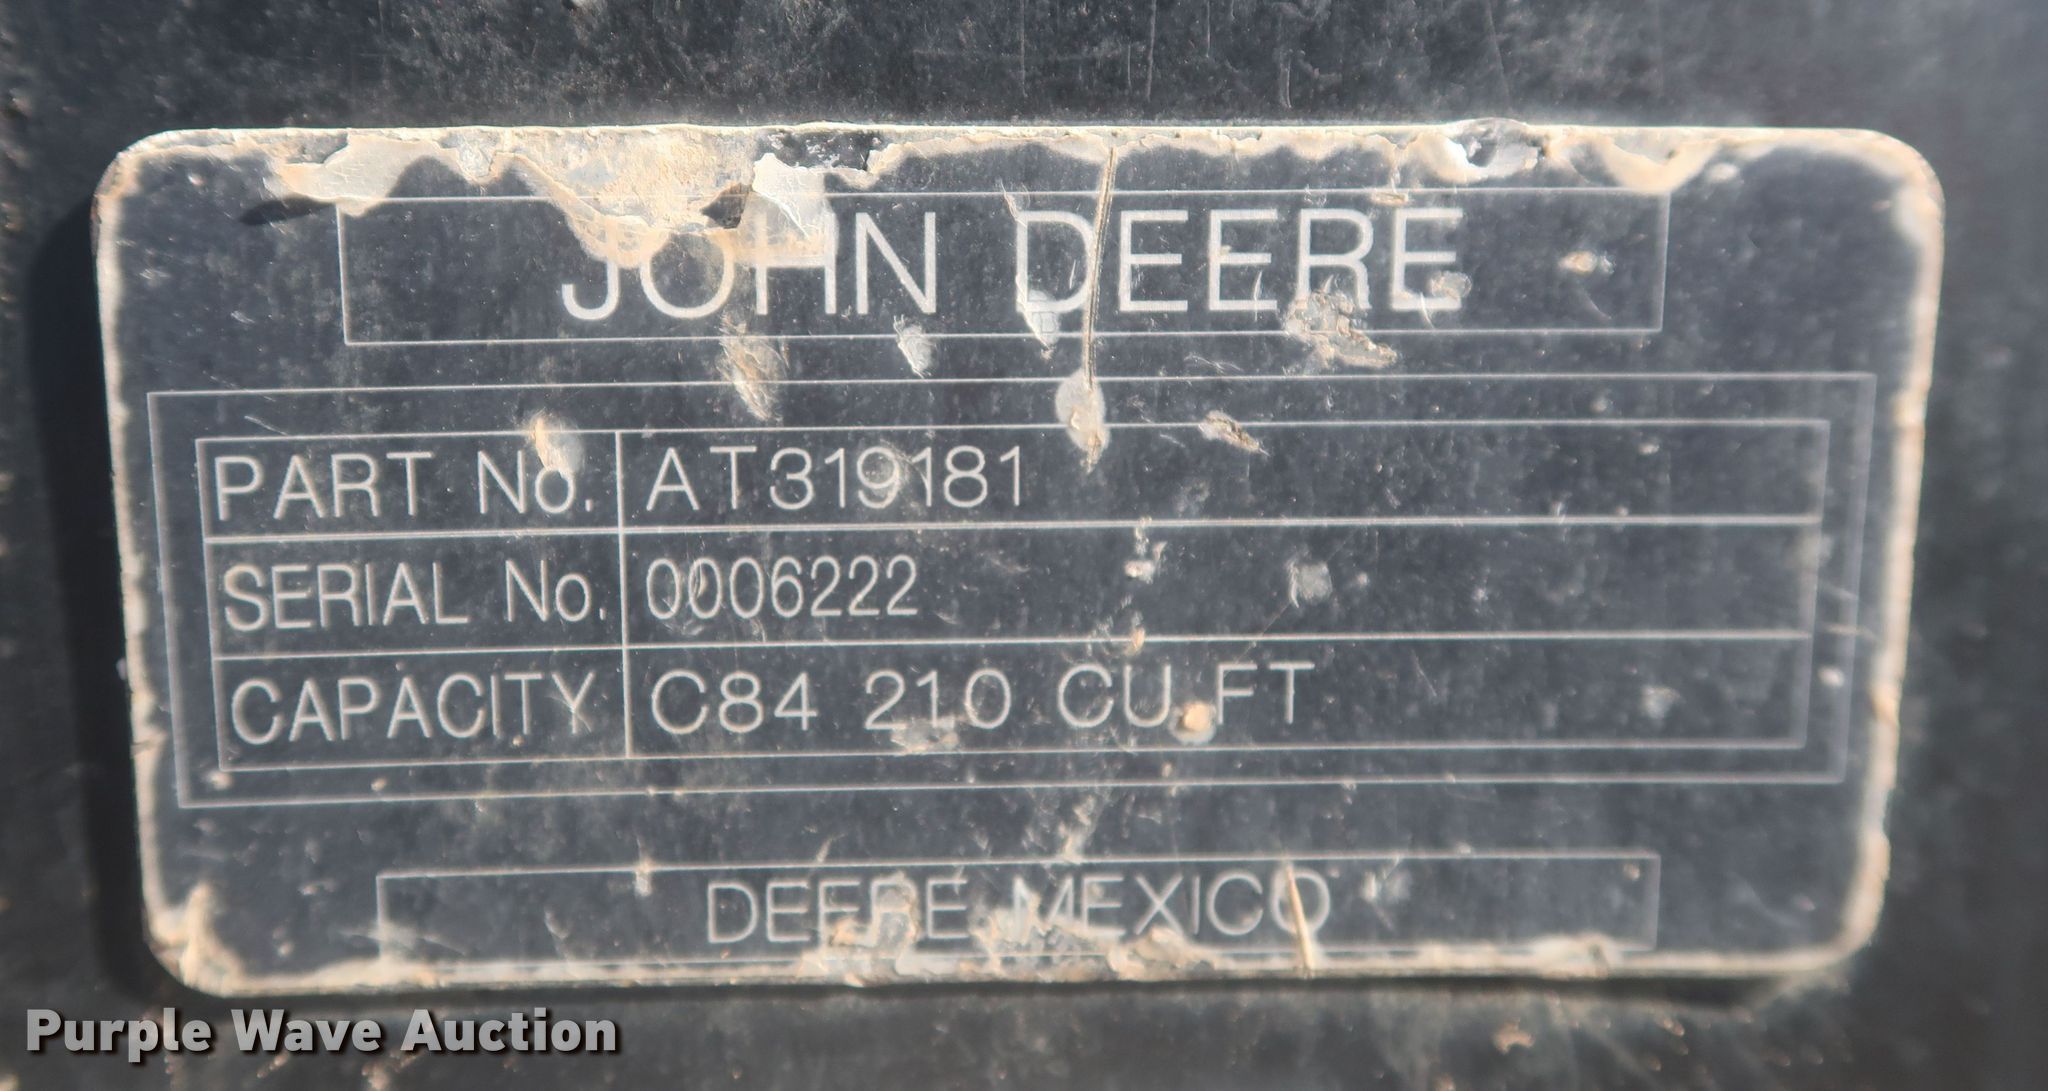 JOHN DEERE
PART No. AT319181
SERIAL No. 0006222
CAPACITY C84 210 CU FT
DEERE MEXICO
Purple Wave Auction